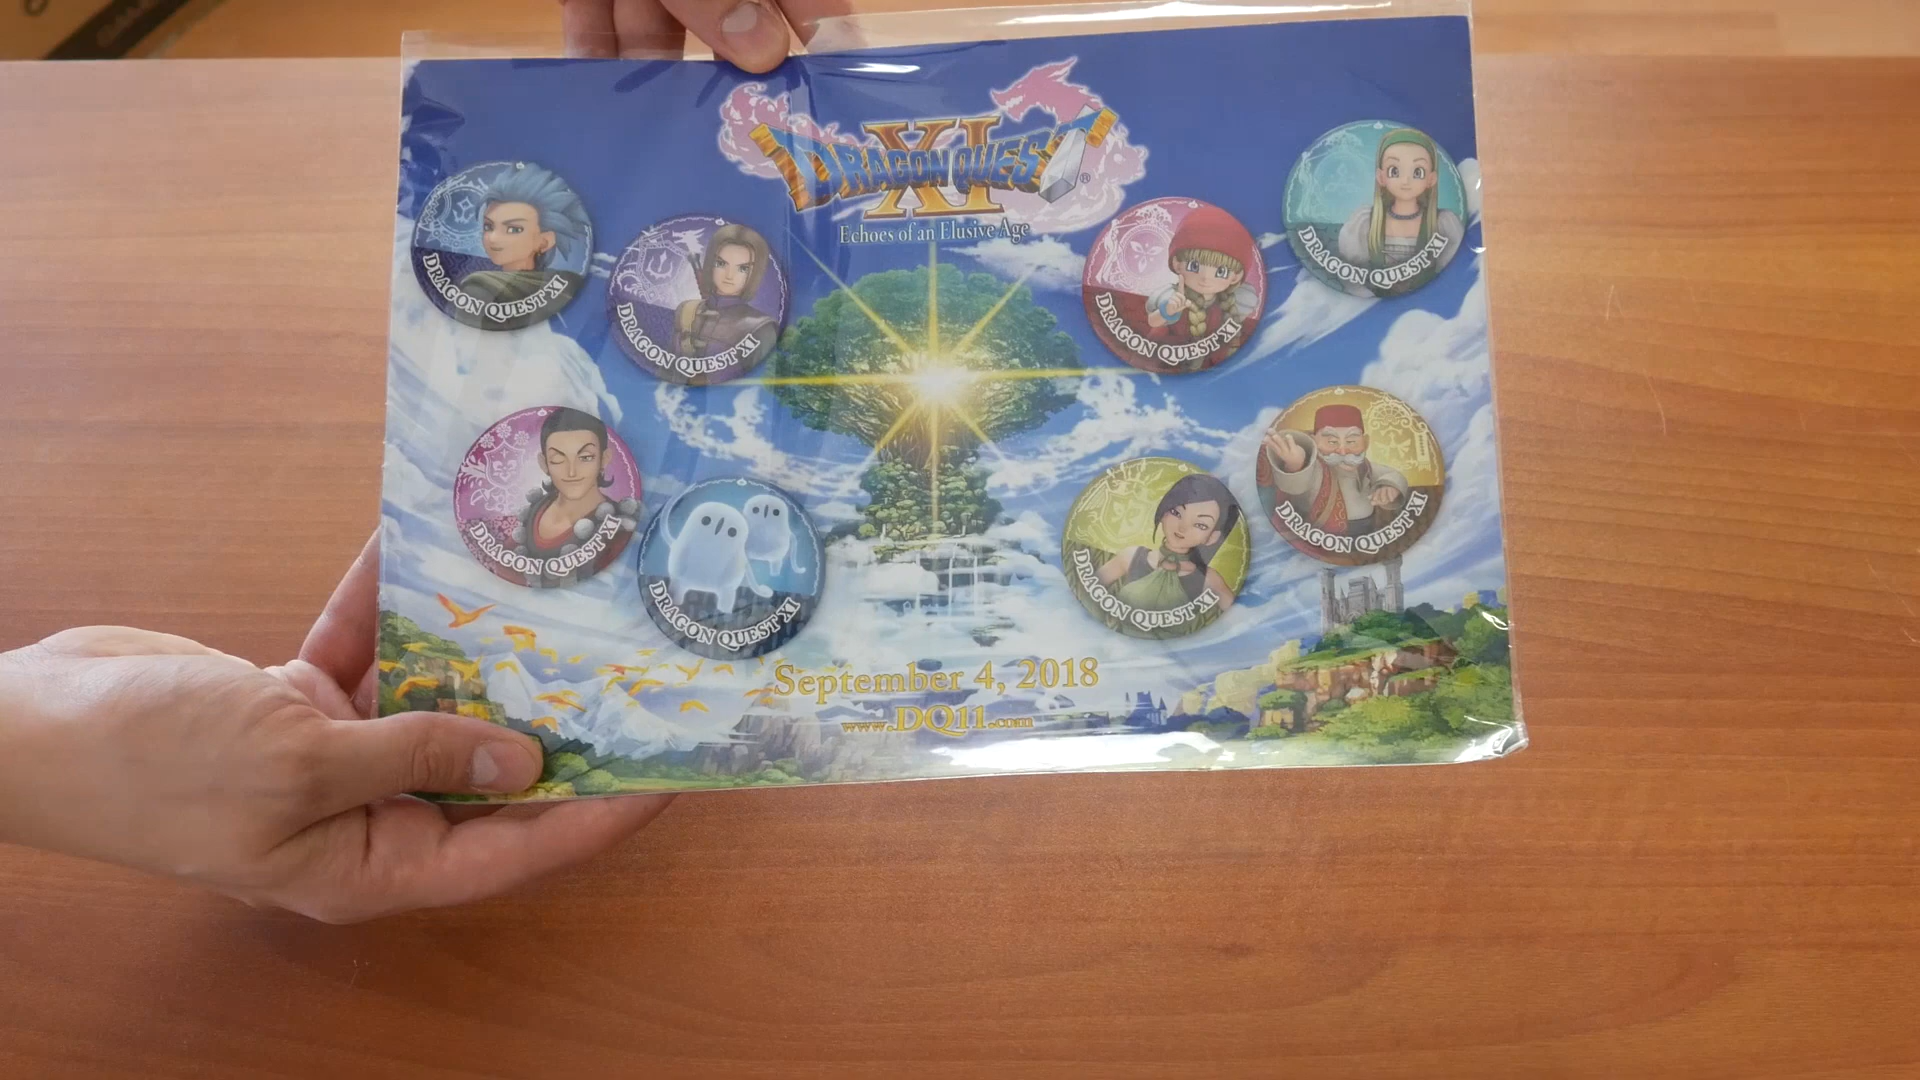 XI
DRAGON QUEST®
Echoes of an Elusive Age
DRAGON QUEST XI
DRAGON QUEST XI
DRAGON QUEST XI
DRAGON QUEST XI
DRAGON QUEST XI
DRAGON QUEST XI
DRAGON QUEST XI
DRAGON QUEST XI
September 4, 2018
www.DQ11.com